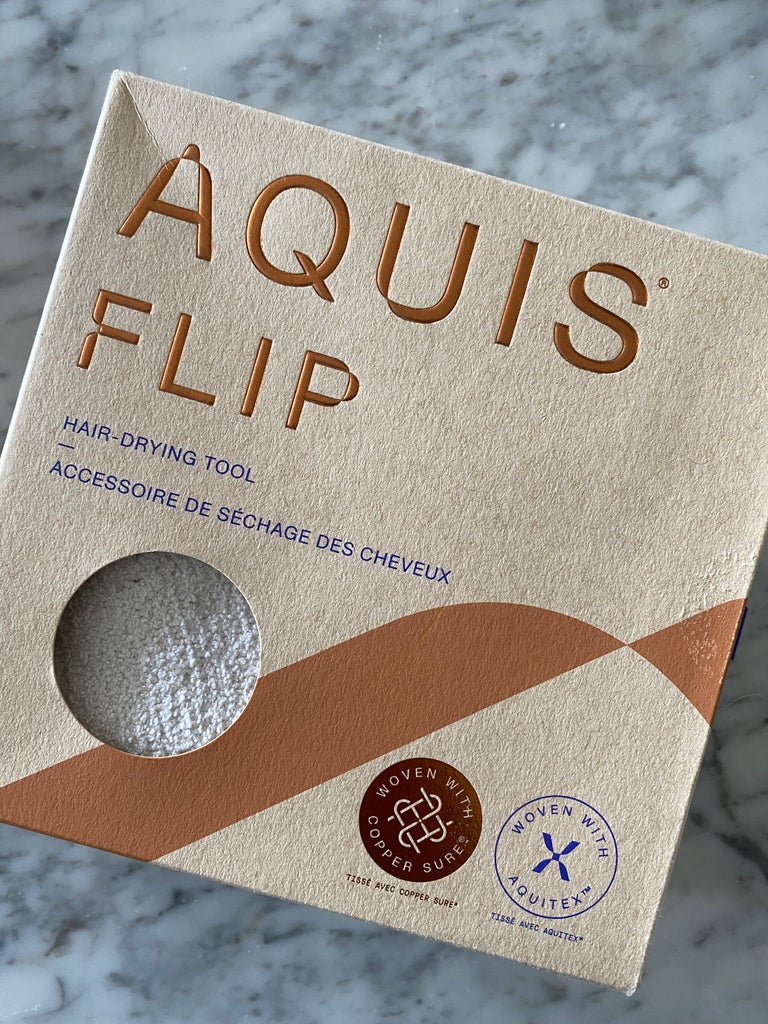 AQUIS®
FLIP
HAIR-DRYING TOOL
—
ACCESSOIRE DE SÉCHAGE DES CHEVEUX
WOVEN WITH
COPPER SURE®
TISSÉ AVEC COPPER SURE®
WOVEN WITH
AQUITEX™
TISSÉ AVEC AQUITEX®